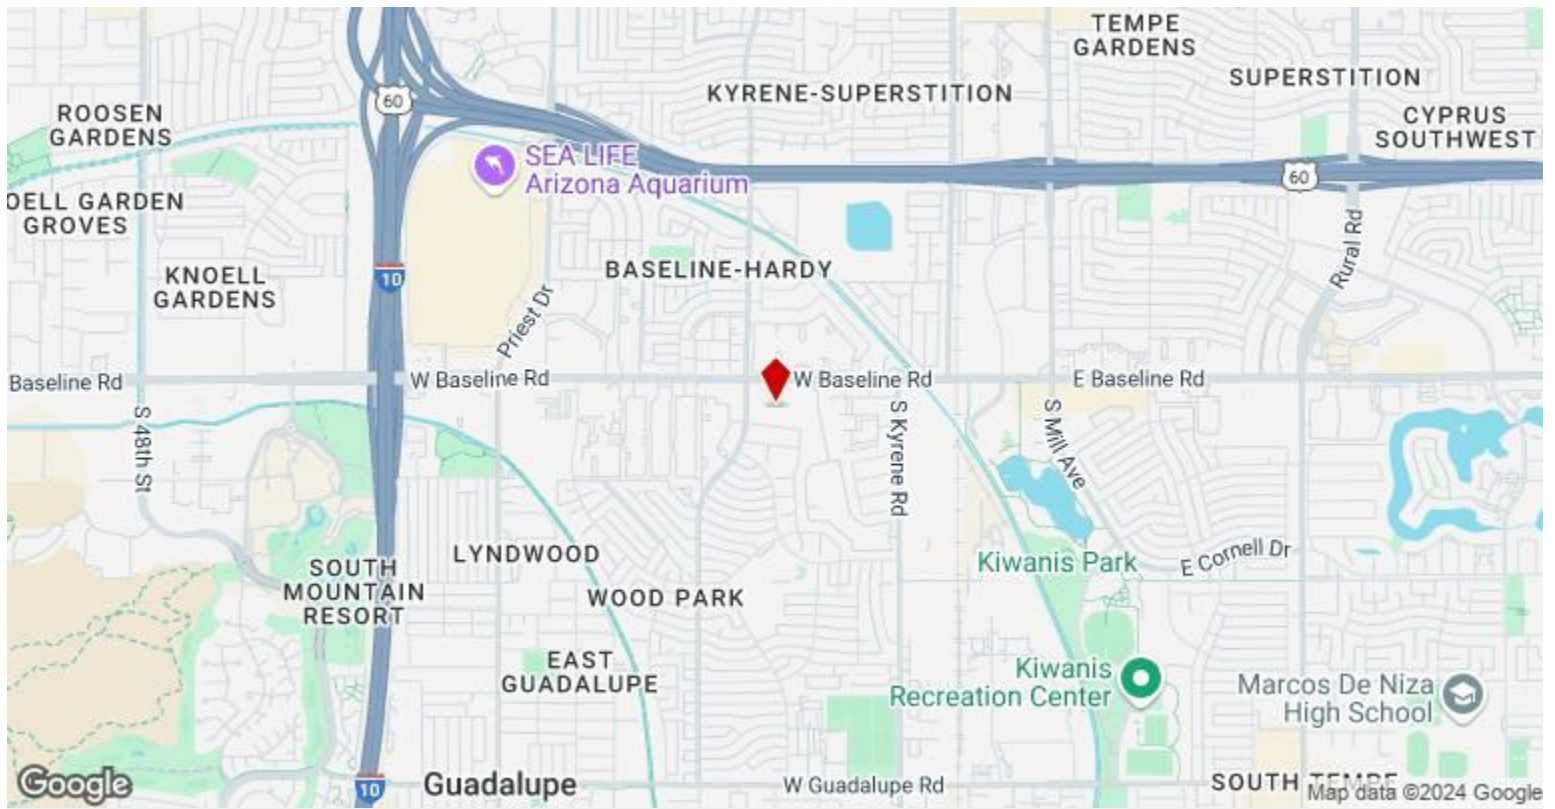 TEMPE
GARDENS
KYRENE-SUPERSTITION
SUPERSTITION
60
ROOSEN
GARDENS
CYPRUS
SOUTHWEST
SEA LIFE
Arizona Aquarium
60
OELL GARDEN
GROVES
Rural Rd
KNOELL
GARDENS
10
BASELINE-HARDY
Priest Dr
Baseline Rd
W Baseline Rd
W Baseline Rd
E Baseline Rd
S 48th St
S Kyrene Rd
S Mill Ave
LYNDWOOD
SOUTH
MOUNTAIN
RESORT
Kiwanis Park
E Cornell Dr
WOOD PARK
EAST
GUADALUPE
Kiwanis
Recreation Center
Marcos De Niza
High School
Google
10
Guadalupe
W Guadalupe Rd
SOUTH TEMPE
Map data ©2024 Google